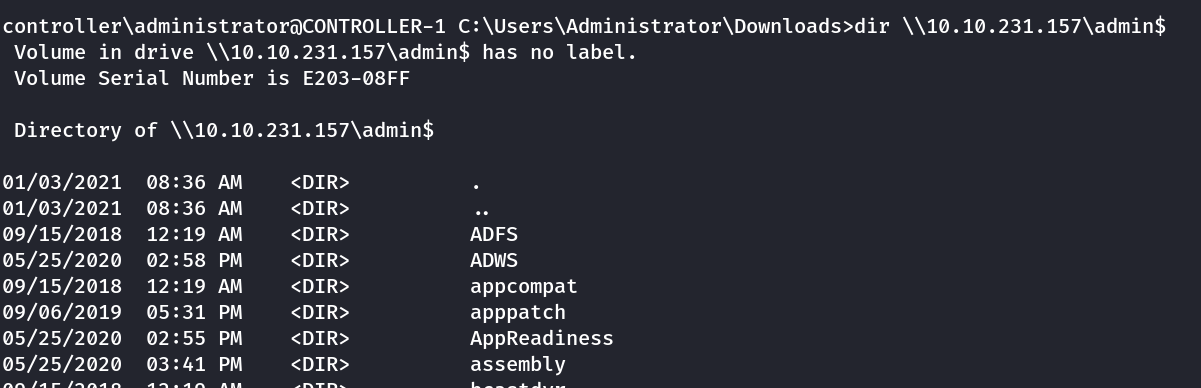 controller\administrator@CONTROLLER-1 C:\Users\Administrator\Downloads>dir \\10.10.231.157\admin$
 Volume in drive \\10.10.231.157\admin$ has no label.
 Volume Serial Number is E203-08FF
 Directory of \\10.10.231.157\admin$
01/03/2021  08:36 AM    <DIR>          .
01/03/2021  08:36 AM    <DIR>          ..
09/15/2018  12:19 AM    <DIR>          ADFS
05/25/2020  02:58 PM    <DIR>          ADWS
09/15/2018  12:19 AM    <DIR>          appcompat
09/06/2019  05:31 PM    <DIR>          apppatch
05/25/2020  02:55 PM    <DIR>          AppReadiness
05/25/2020  03:41 PM    <DIR>          assembly